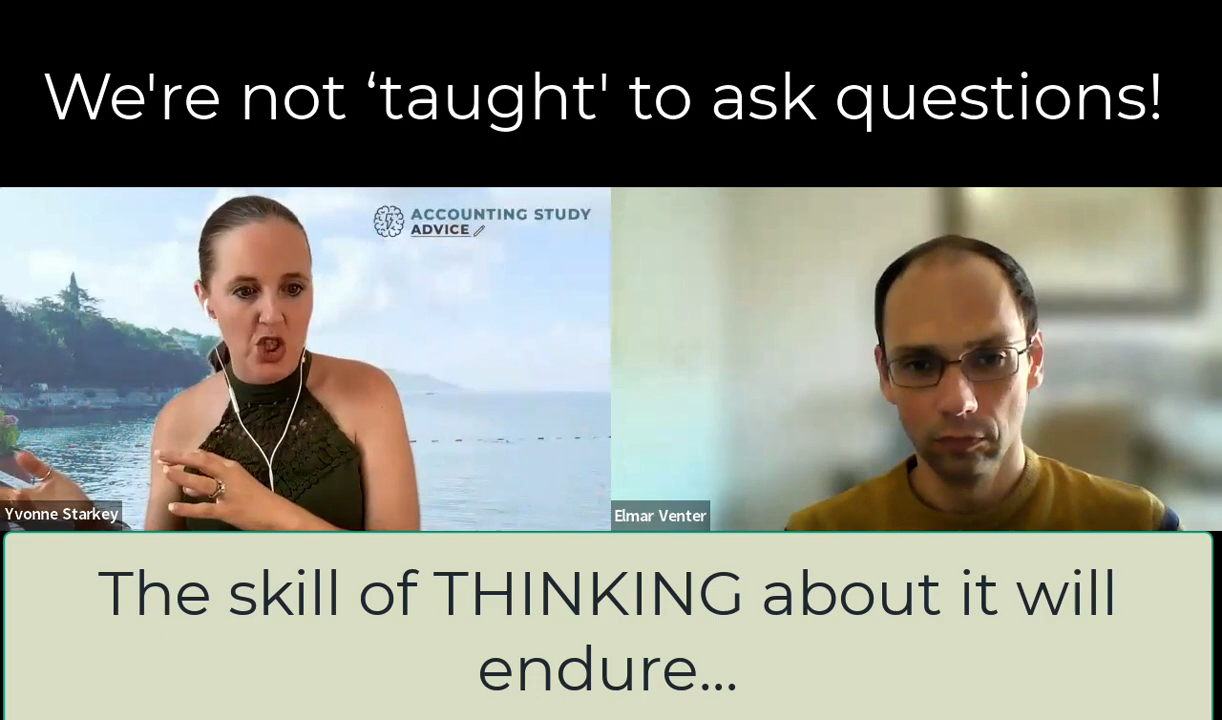 We're not ‘taught' to ask questions!
ACCOUNTING STUDY
ADVICE
Yvonne Starkey
Elmar Venter
The skill of THINKING about it will
endure...